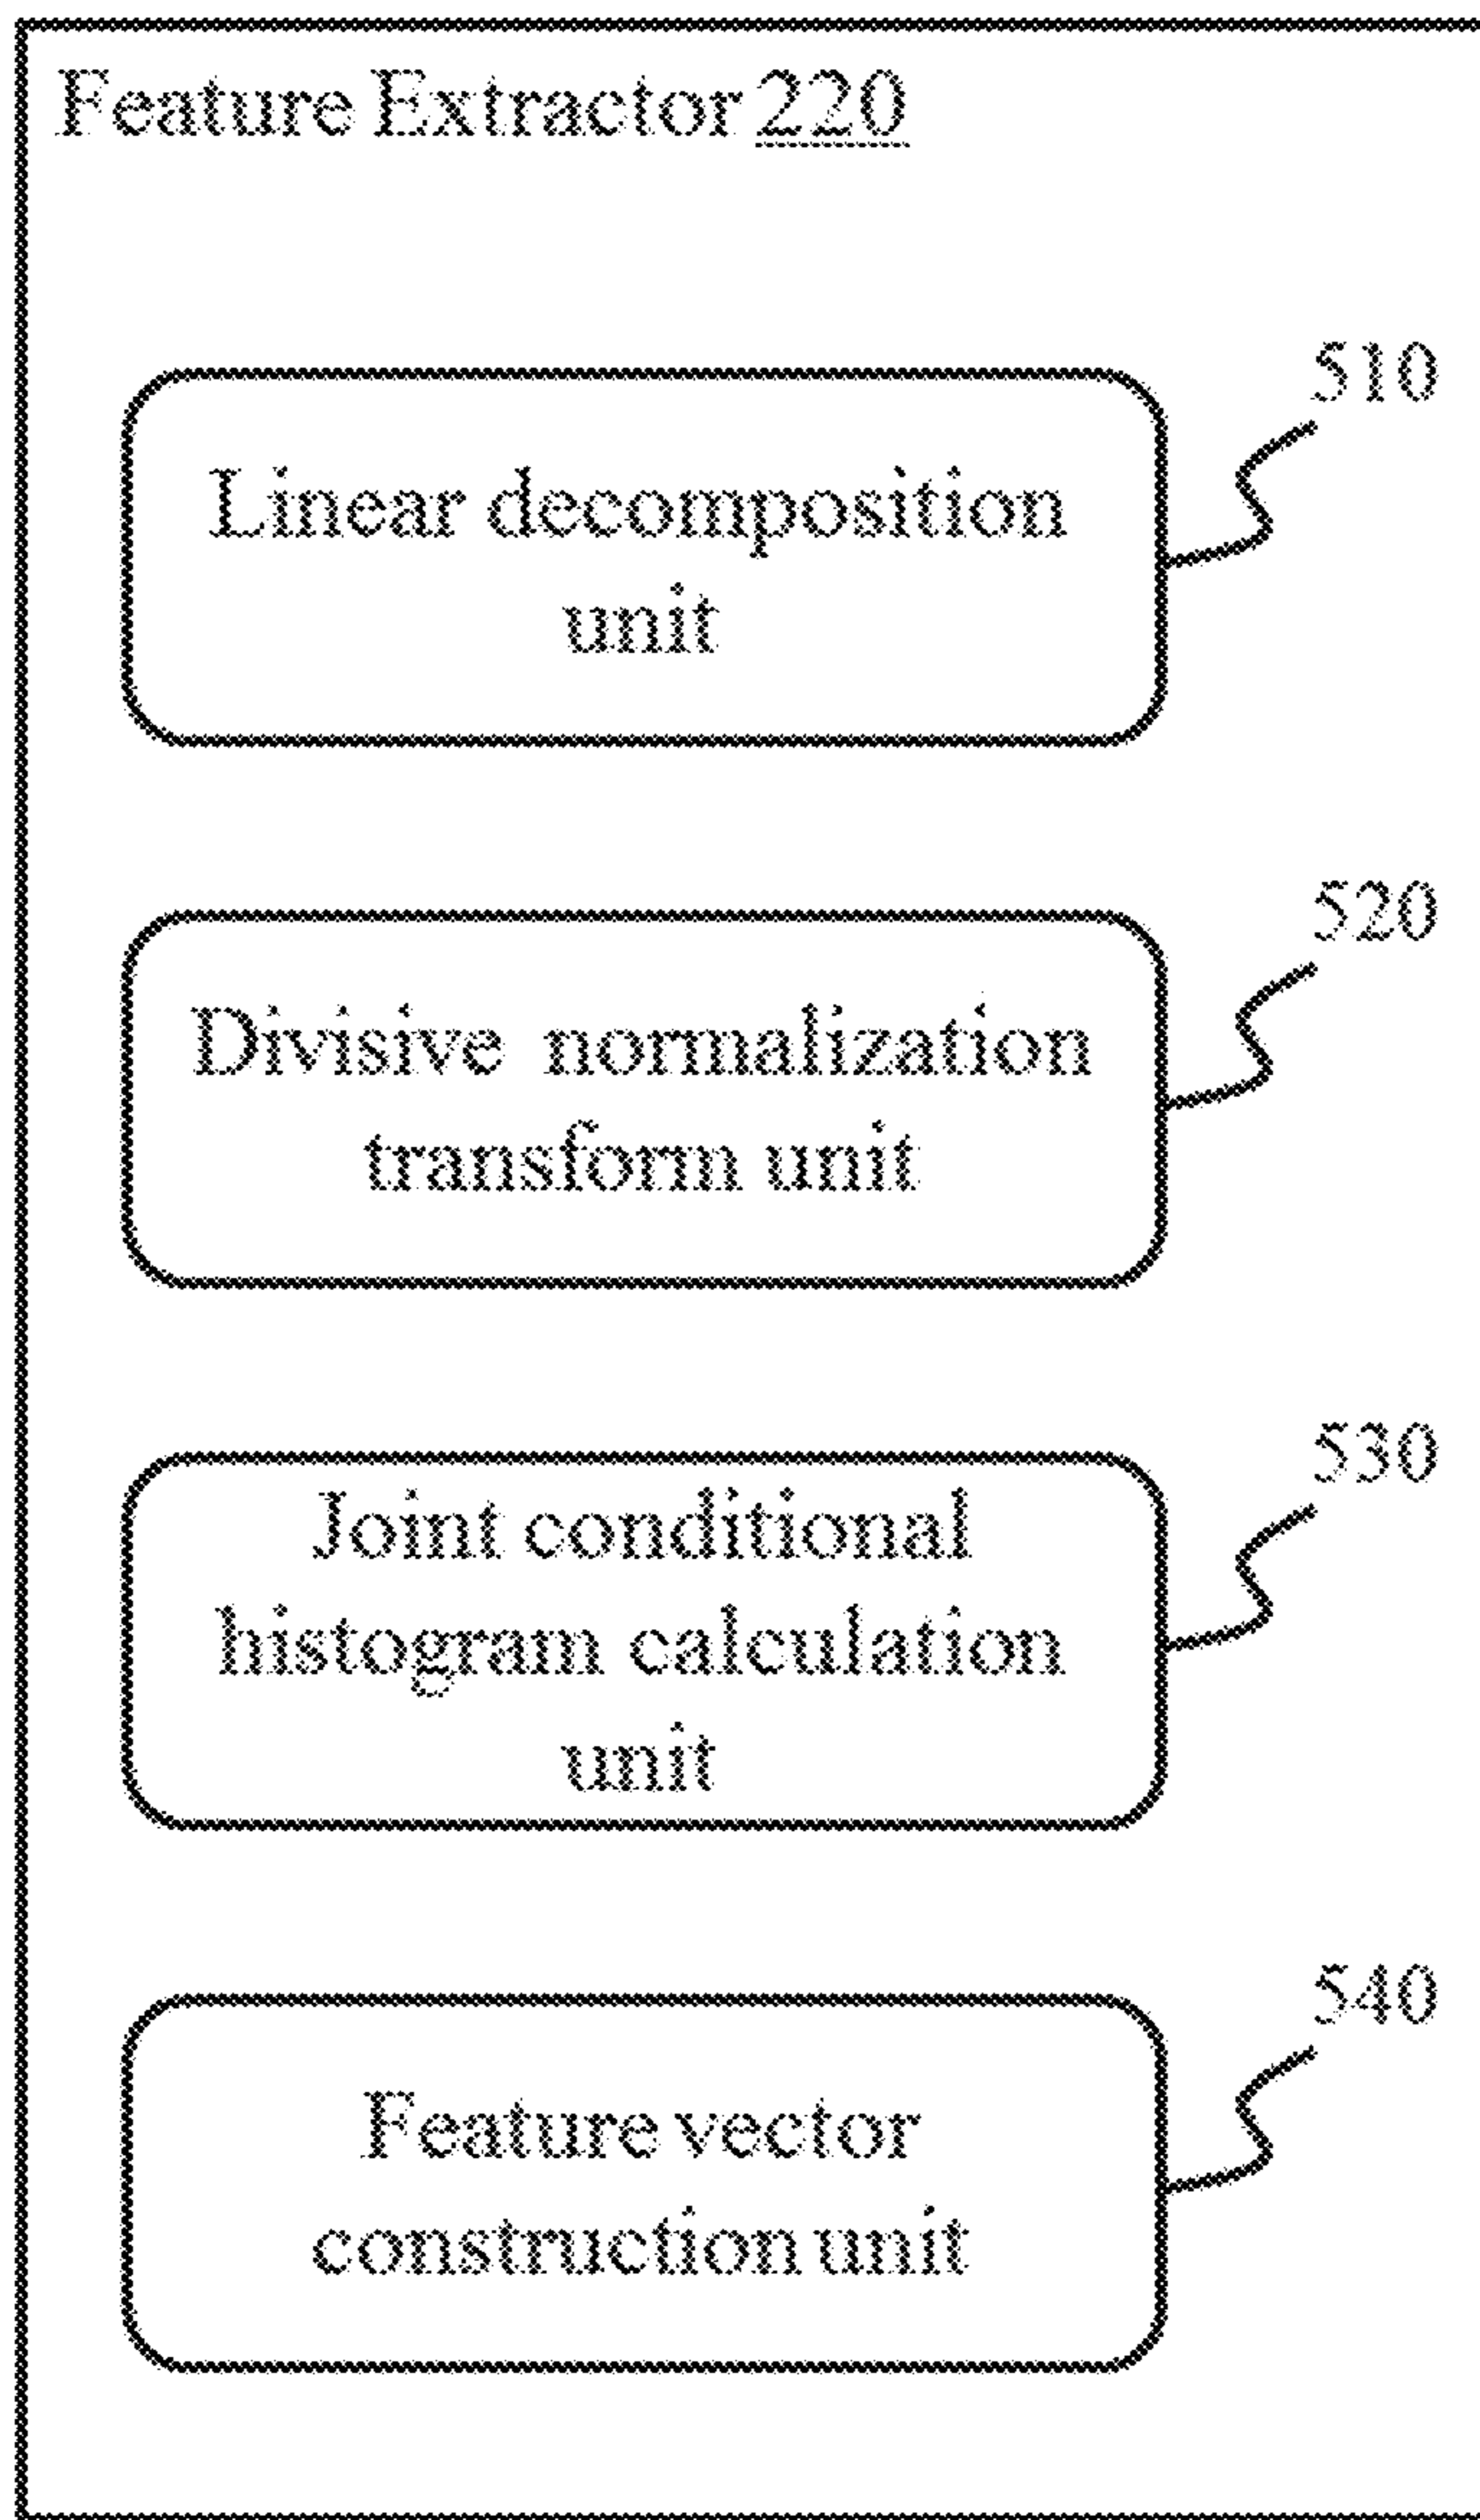 Feature Extractor 220
510
Linear decomposition
unit
520
Divisive normalization
transform unit
530
Joint conditional
histogram calculation
unit
540
Feature vector
construction unit